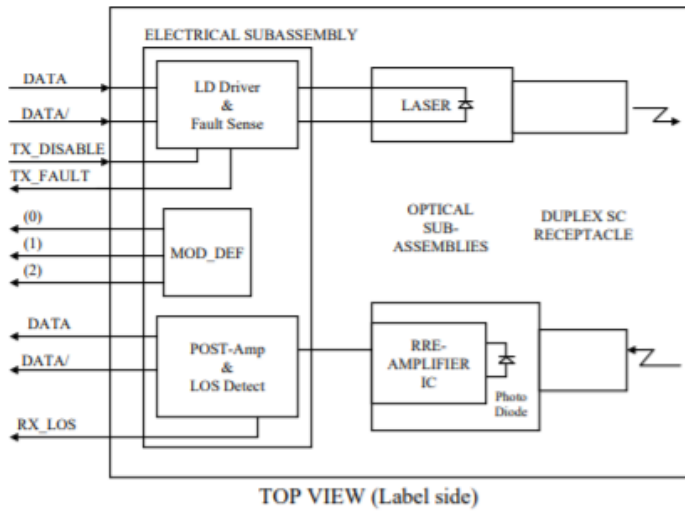 ELECTRICAL SUBASSEMBLY
DATA
DATA/
TX_DISABLE
TX_FAULT
LD Driver
&
Fault Sense
LASER
(0)
(1)
(2)
MOD_DEF
OPTICAL
SUB-
ASSEMBLIES
DUPLEX SC
RECEPTACLE
DATA
DATA/
RX_LOS
POST-Amp
&
LOS Detect
RRE-
AMPLIFIER
IC
Photo
Diode
TOP VIEW (Label side)